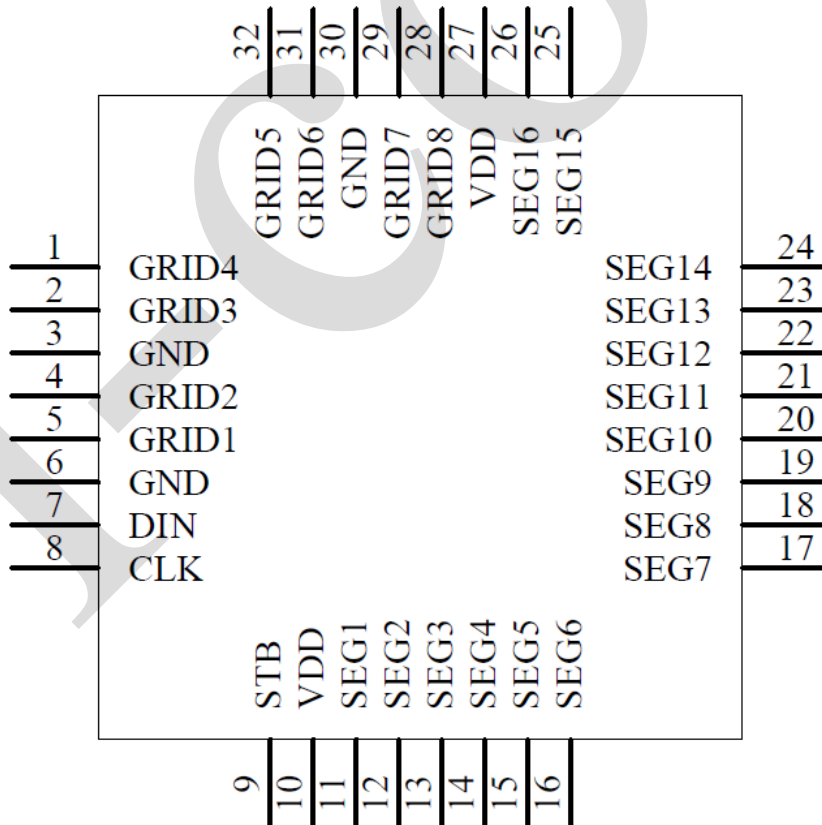 32 31 30 29 28 27 26 25
GRID5 GRID6 GND GRID7 GRID8 VDD SEG16 SEG15
1 GRID4 SEG14 24
2 GRID3 SEG13 23
3 GND SEG12 22
4 GRID2 SEG11 21
5 GRID1 SEG10 20
6 GND SEG9 19
7 DIN SEG8 18
8 CLK SEG7 17
STB VDD SEG1 SEG2 SEG3 SEG4 SEG5 SEG6
9 10 11 12 13 14 15 16